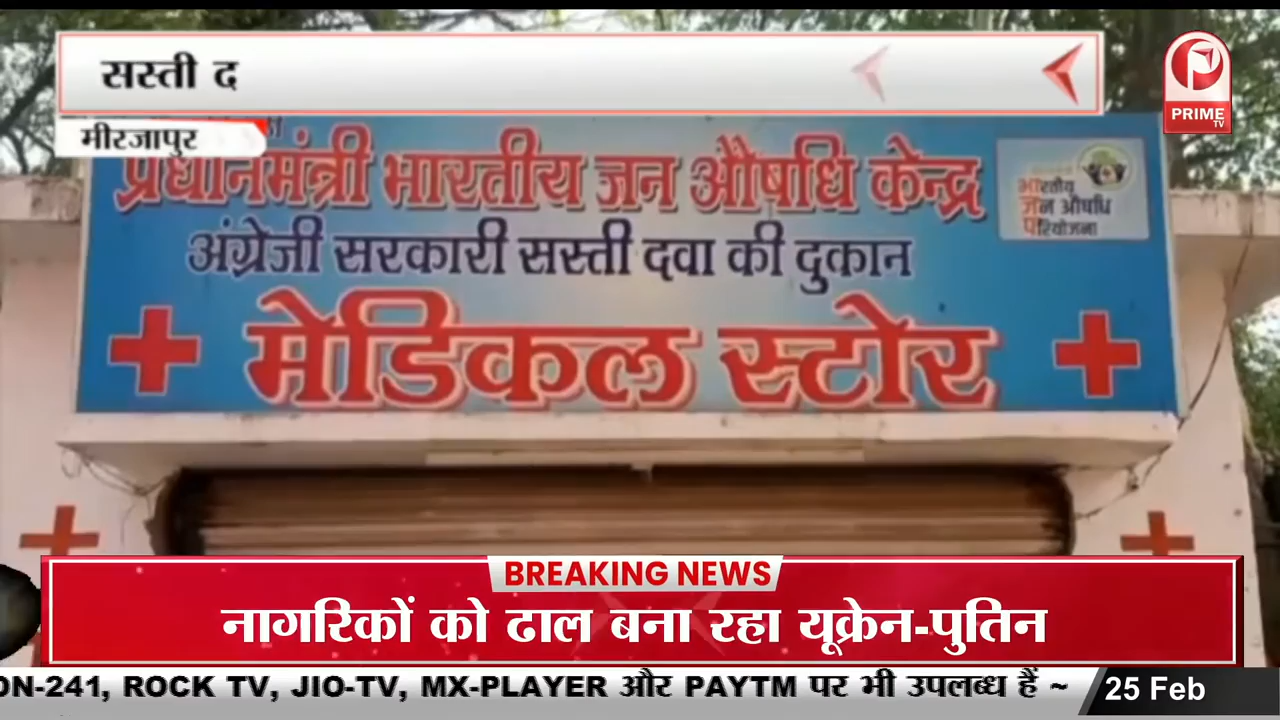 सस्ती द
मीरजापुर
PRIME
TV
प्रधानमंत्री भारतीय जन औषधि केन्द्र
भारतीय
जन औषधि
परियोजना
अंग्रेजी सरकारी सस्ती दवा की दुकान
मेडिकल स्टोर
BREAKING NEWS
नागरिकों को ढाल बना रहा यूक्रेन-पुतिन
ON-241, ROCK TV, JIO-TV, MX-PLAYER और PAYTM पर भी उपलब्ध हैं ~
25 Feb